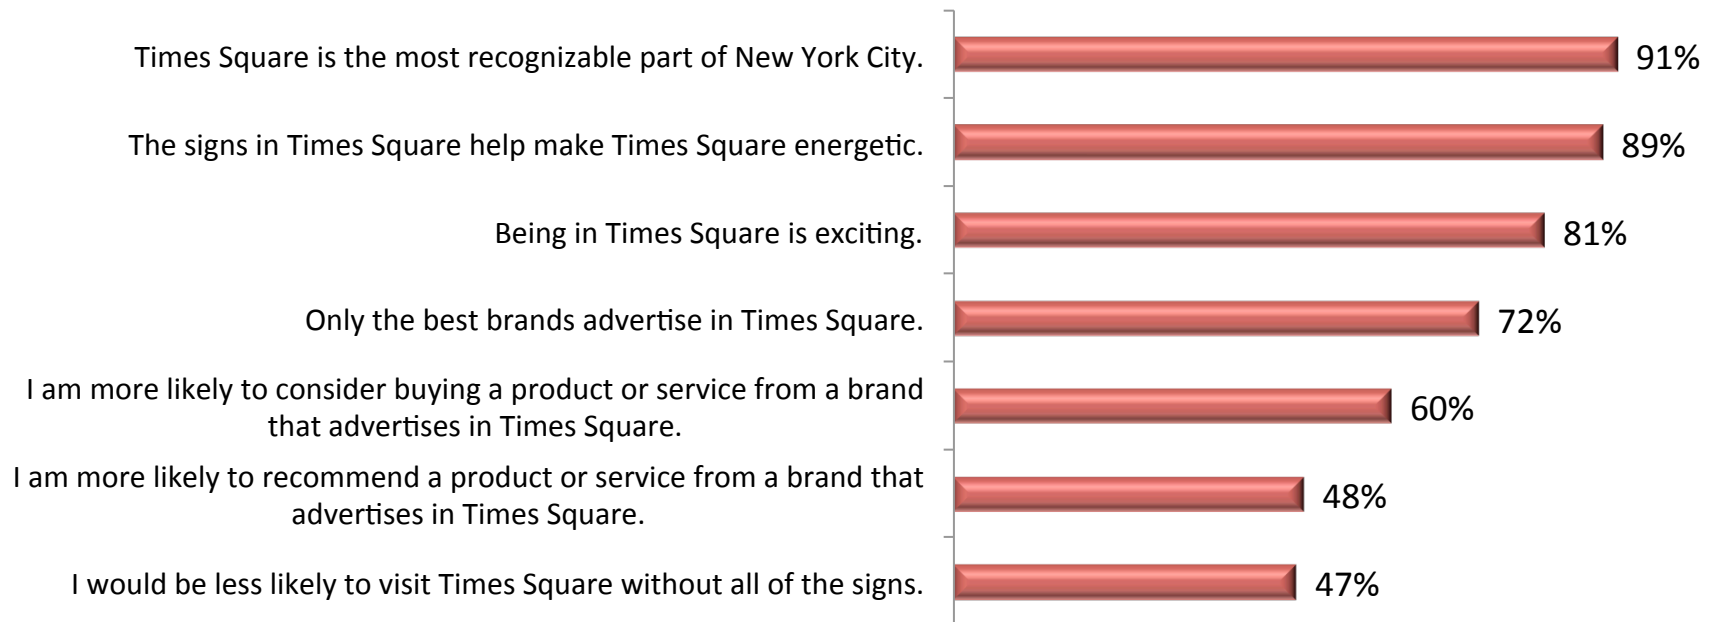 Times Square is the most recognizable part of New York City.
91%
The signs in Times Square help make Times Square energetic.
89%
Being in Times Square is exciting.
81%
Only the best brands advertise in Times Square.
72%
I am more likely to consider buying a product or service from a brand
that advertises in Times Square.
60%
I am more likely to recommend a product or service from a brand that
advertises in Times Square.
48%
I would be less likely to visit Times Square without all of the signs.
47%